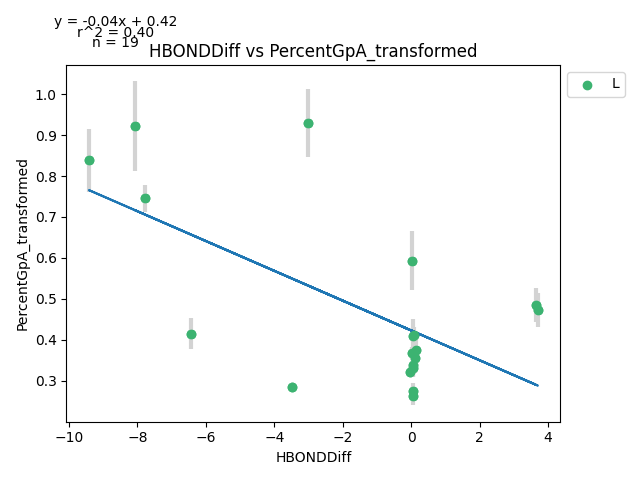 y = -0.04x + 0.42
r^2 = 0.40
n = 19
HBONDDiff vs PercentGpA_transformed
L
PercentGpA_transformed
1.0
0.9
0.8
0.7
0.6
0.5
0.4
0.3
−10
−8
−6
−4
−2
0
2
4
HBONDDiff